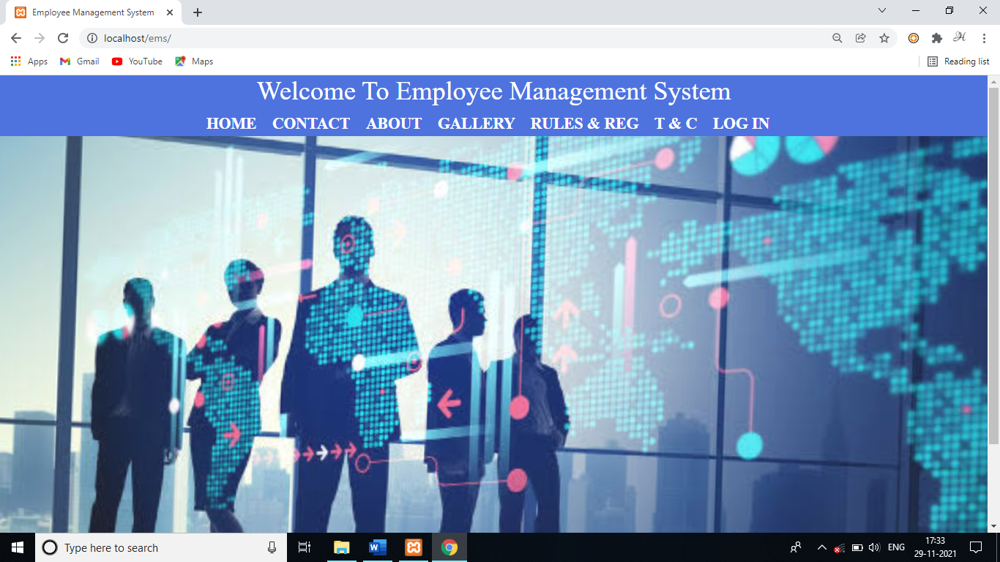 Employee Management System
localhost/ems/
Apps Gmail YouTube Maps Reading list
Welcome To Employee Management System
HOME CONTACT ABOUT GALLERY RULES & REG T & C LOG IN
Type here to search
W
ENG
17:33
29-11-2021